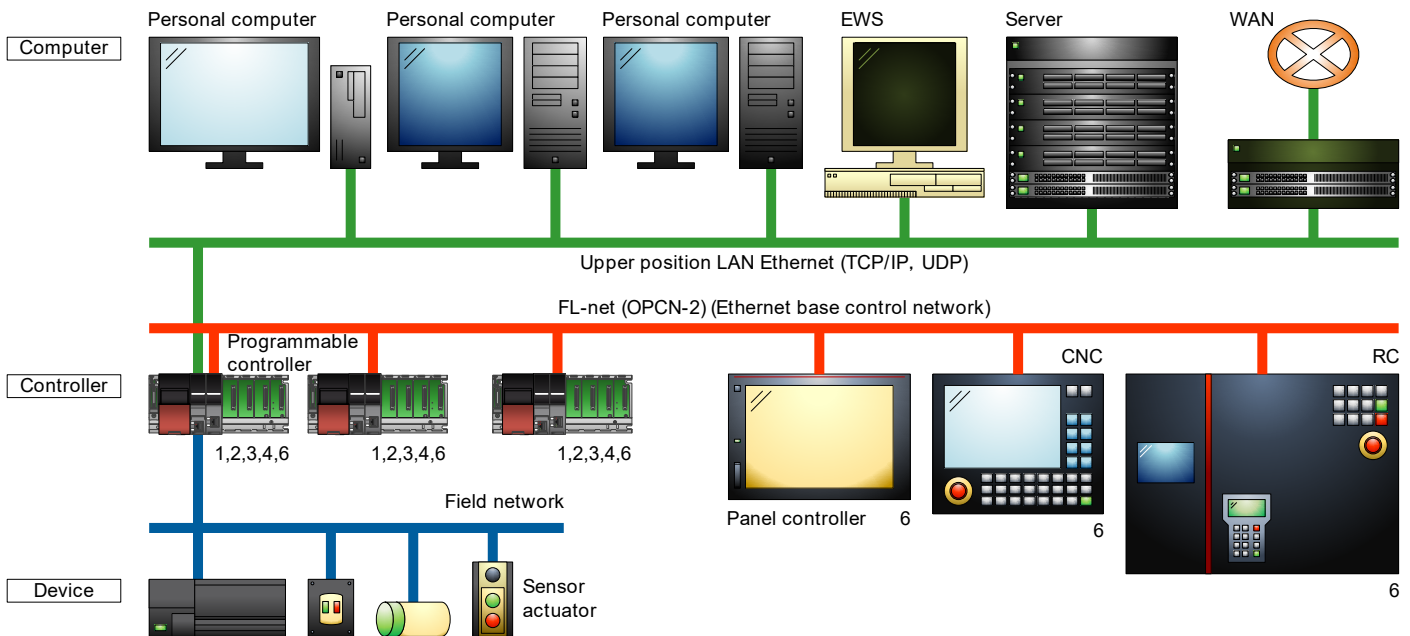 Personal computer
Personal computer
Personal computer
EWS
Server
WAN
Computer
Upper position LAN Ethernet (TCP/IP, UDP)
FL-net (OPCN-2) (Ethernet base control network)
Programmable
controller
CNC
RC
Controller
1,2,3,4,6
1,2,3,4,6
1,2,3,4,6
Field network
Panel controller
6
6
Device
Sensor
actuator
6